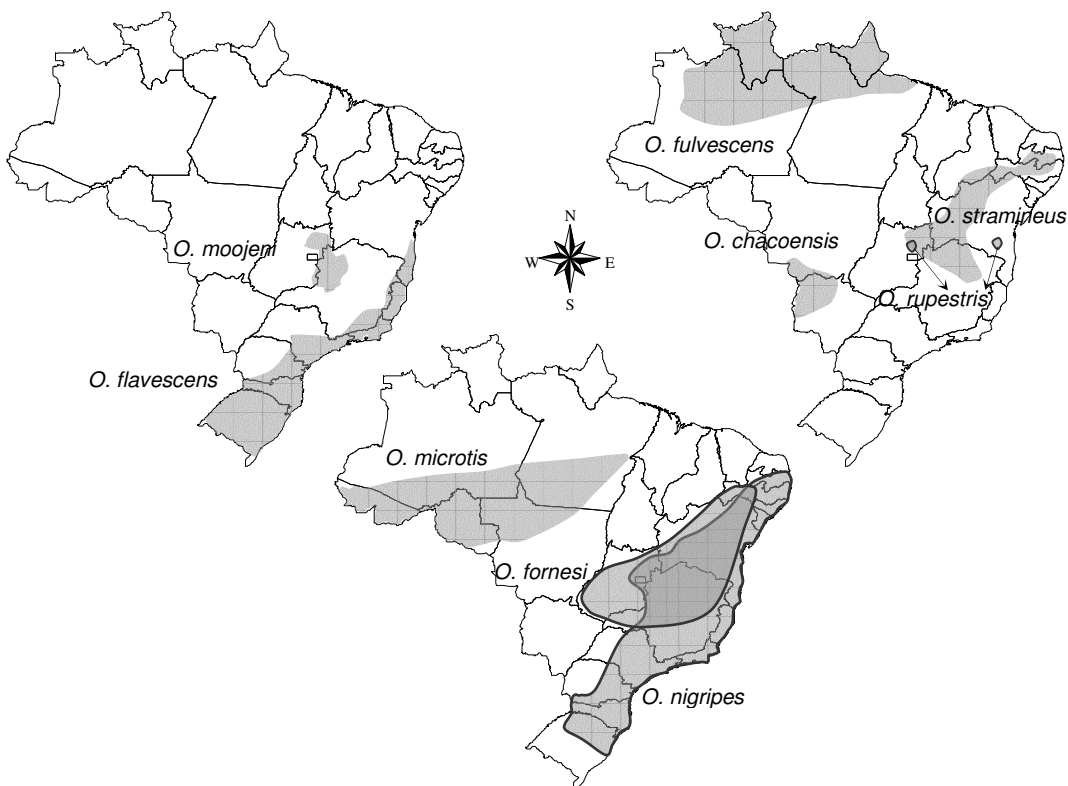 O. fulvescens
O. stramineus
O. moojeni
N
O. chacoensis
W
E
S
O. rupestris
O. flavescens
O. microtis
O. fornesi
O. nigripes